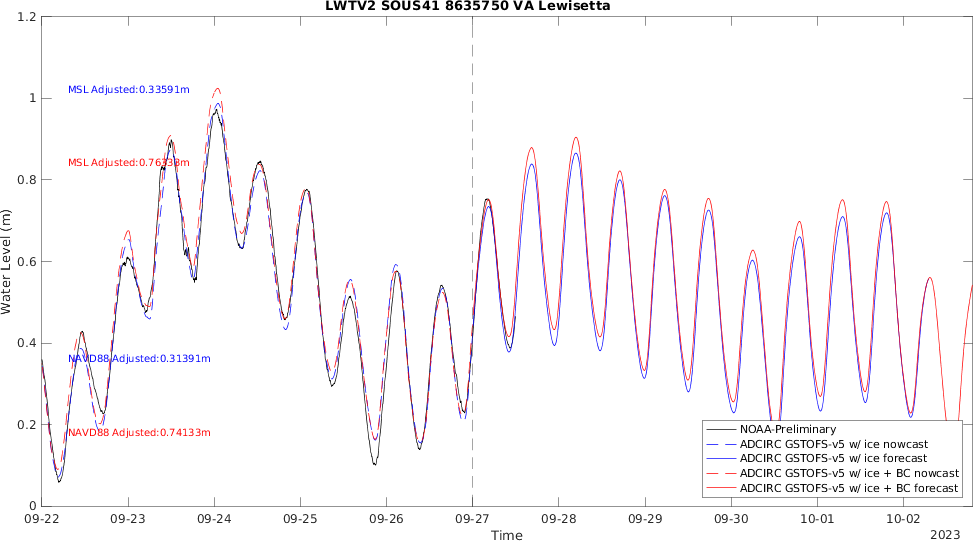 LWTV2 SOUS41 8635750 VA Lewisetta
1.2
1
0.8
0.6
0.4
0.2
0
Water Level (m)
MSL Adjusted:0.33591m
MSL Adjusted:0.76333m
NAVD88 Adjusted:0.31391m
NAVD88 Adjusted:0.74133m
NOAA-Preliminary
ADCIRC GSTOFS-v5 w/ ice nowcast
ADCIRC GSTOFS-v5 w/ ice forecast
ADCIRC GSTOFS-v5 w/ ice + BC nowcast
ADCIRC GSTOFS-v5 w/ ice + BC forecast
09-22 09-23 09-24 09-25 09-26 09-27 09-28 09-29 09-30 10-01 10-02
Time
2023